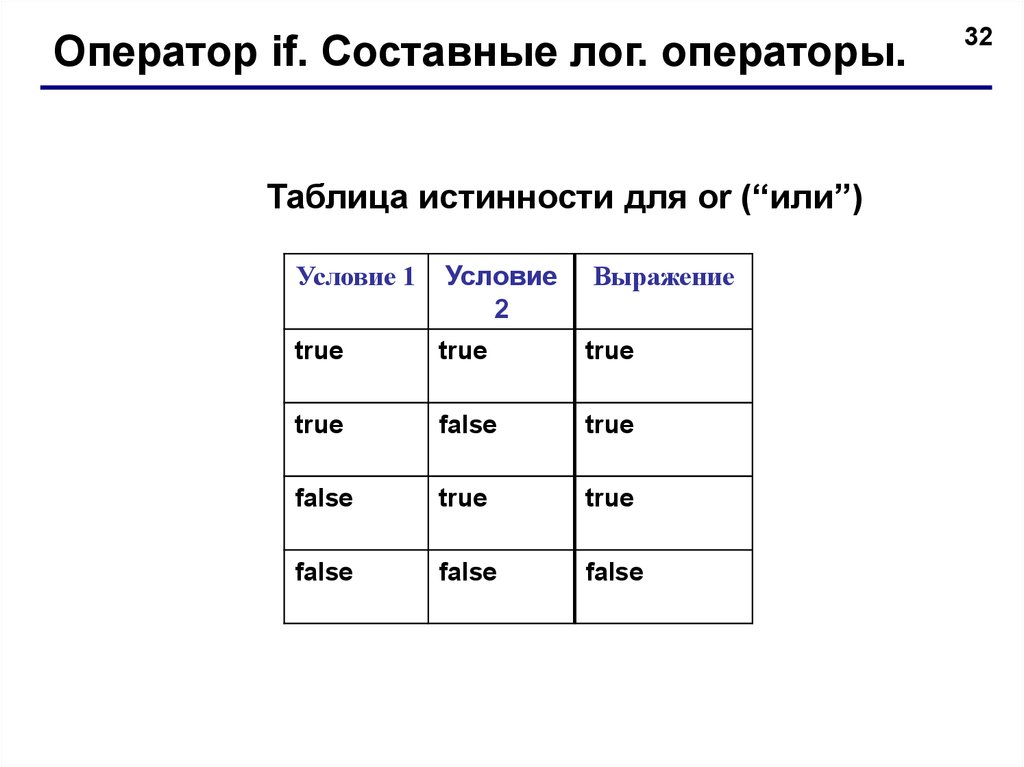 Оператор if. Составные лог. операторы.
32
Таблица истинности для or (“или”)
Условие 1 Условие 2 Выражение
true true true
true false true
false true true
false false false